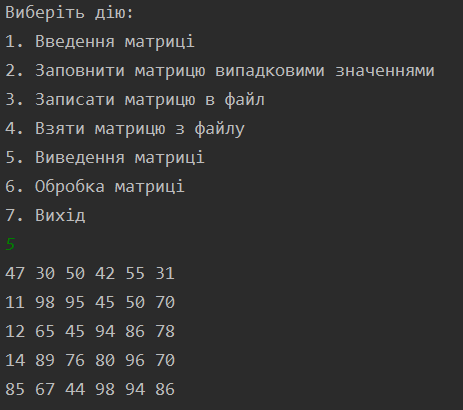 Виберіть дію:
1. Введення матриці
2. Заповнити матрицю випадковими значеннями
3. Записати матрицю в файл
4. Взяти матрицю з файлу
5. Виведення матриці
6. Обробка матриці
7. Вихід
5
47 30 50 42 55 31
11 98 95 45 50 70
12 65 45 94 86 78
14 89 76 80 96 70
85 67 44 98 94 86